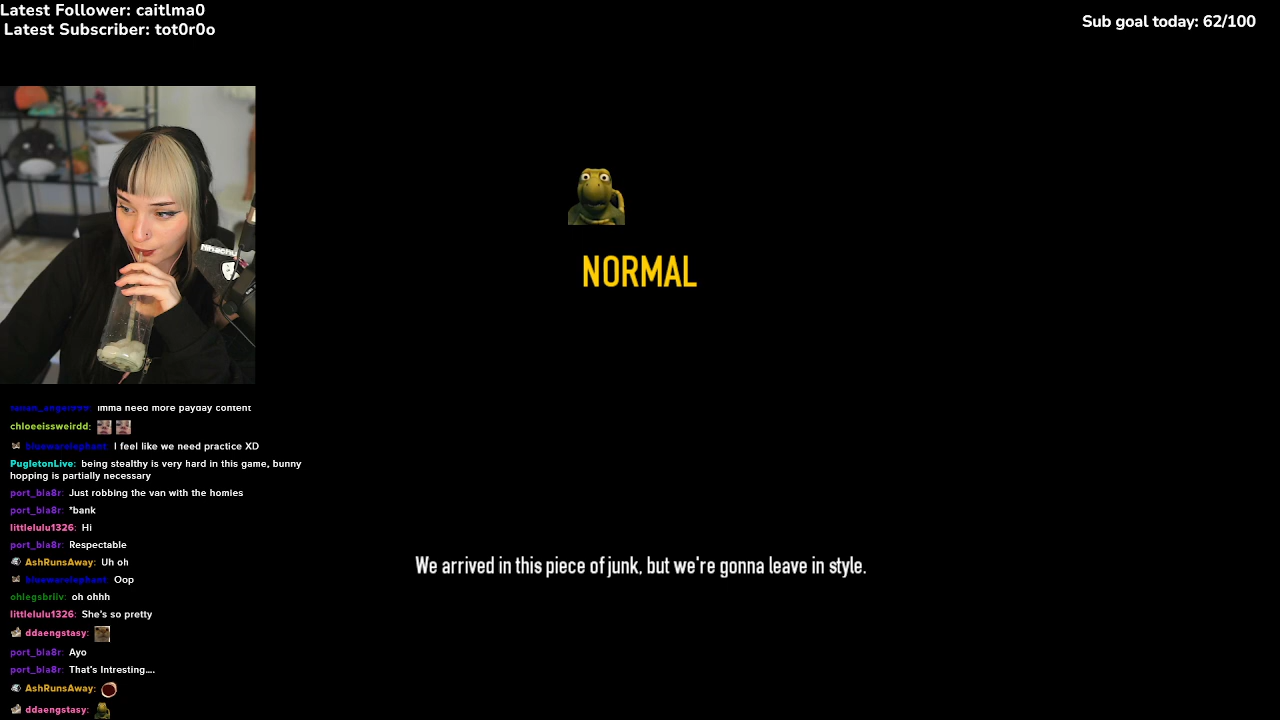 Latest Follower: caitlma0
Latest Subscriber: tot0r0o
Sub goal today: 62/100
NORMAL
We arrived in this piece of junk, but we're gonna leave in style.
imma need more payday content
chloeeissweirdd:
bluewarelephant: I feel like we need practice XD
PugletonLive: being stealthy is very hard in this game, bunny
hopping is partially necessary
port_bla8r: Just robbing the van with the homies
port_bla8r: *bank
littlelulu1326: Hi
port_bla8r: Respectable
AshRunsAway: Uh oh
bluewarelephant: Oop
ohlegsbrliv: oh ohhh
littlelulu1326: She's so pretty
ddaengstasy:
port_bla8r: Ayo
port_bla8r: That's Intresting....
AshRunsAway:
ddaengstasy: